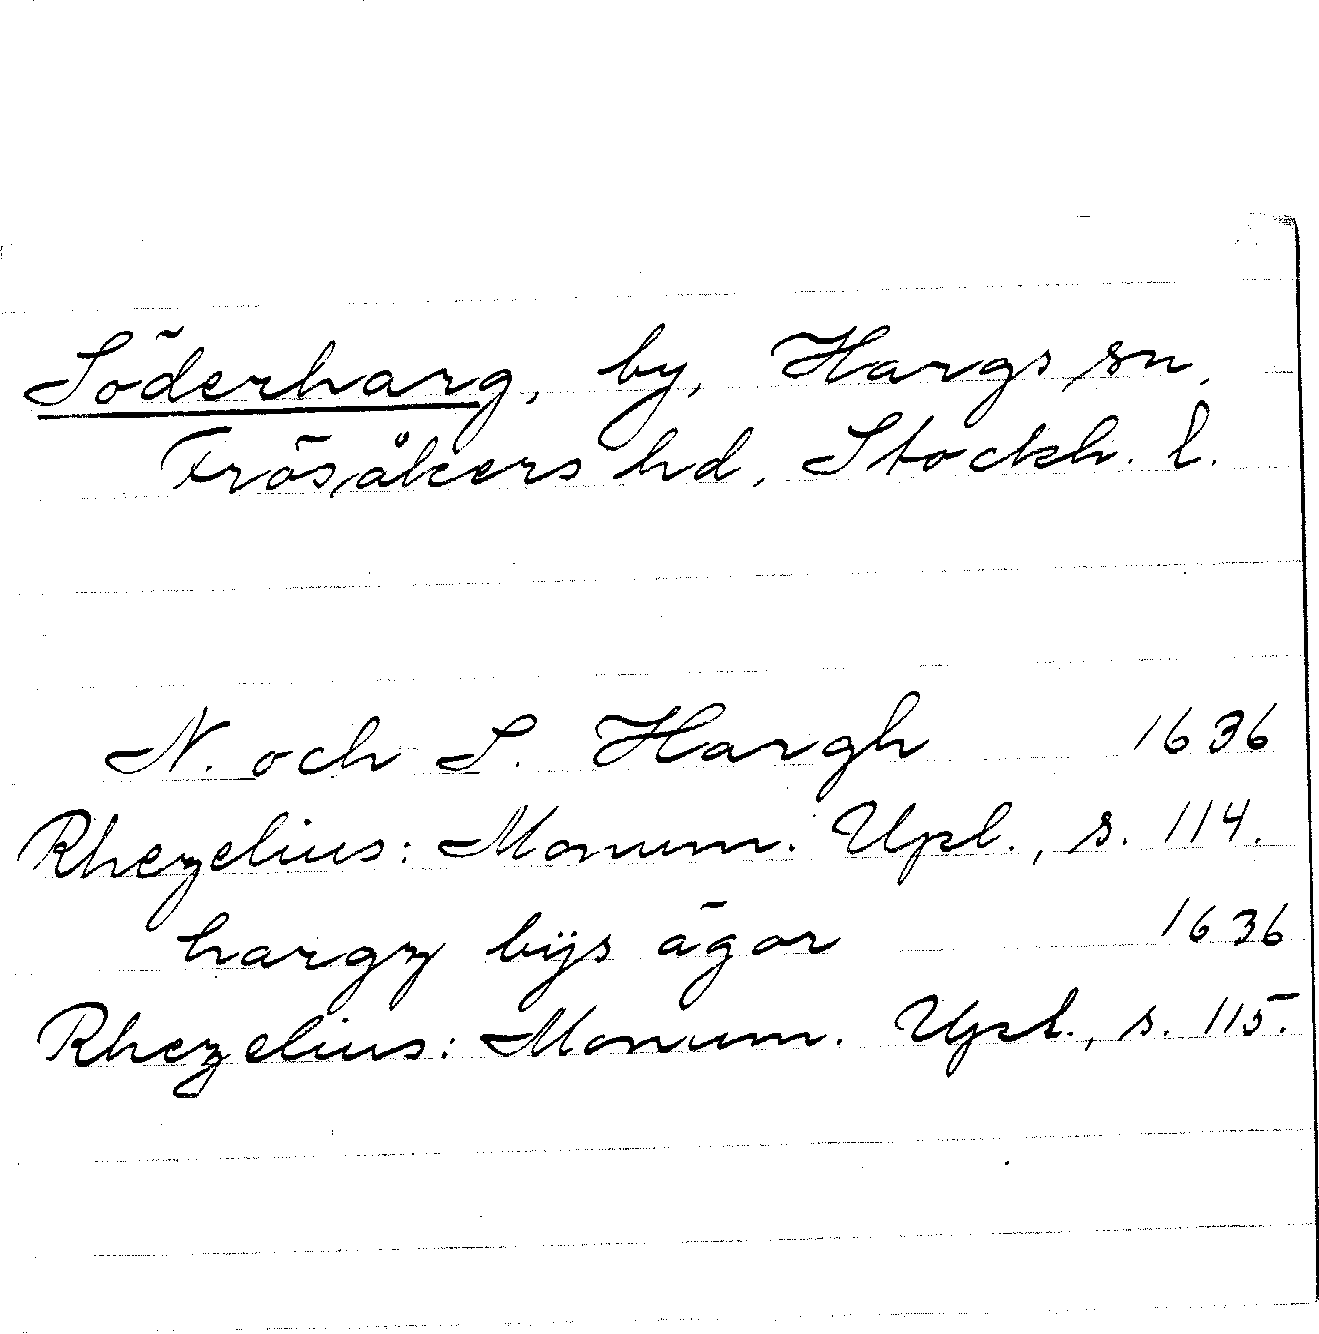 Söderharg, by, Hargs sn,
Frösåkers hd, Stockh. l.
N. och S. Hargh 1636
Rhezelius: Monum. Upl., s. 114.
hargz bijs ägor 1636
Rhezelius: Monum. Upl., s. 115.